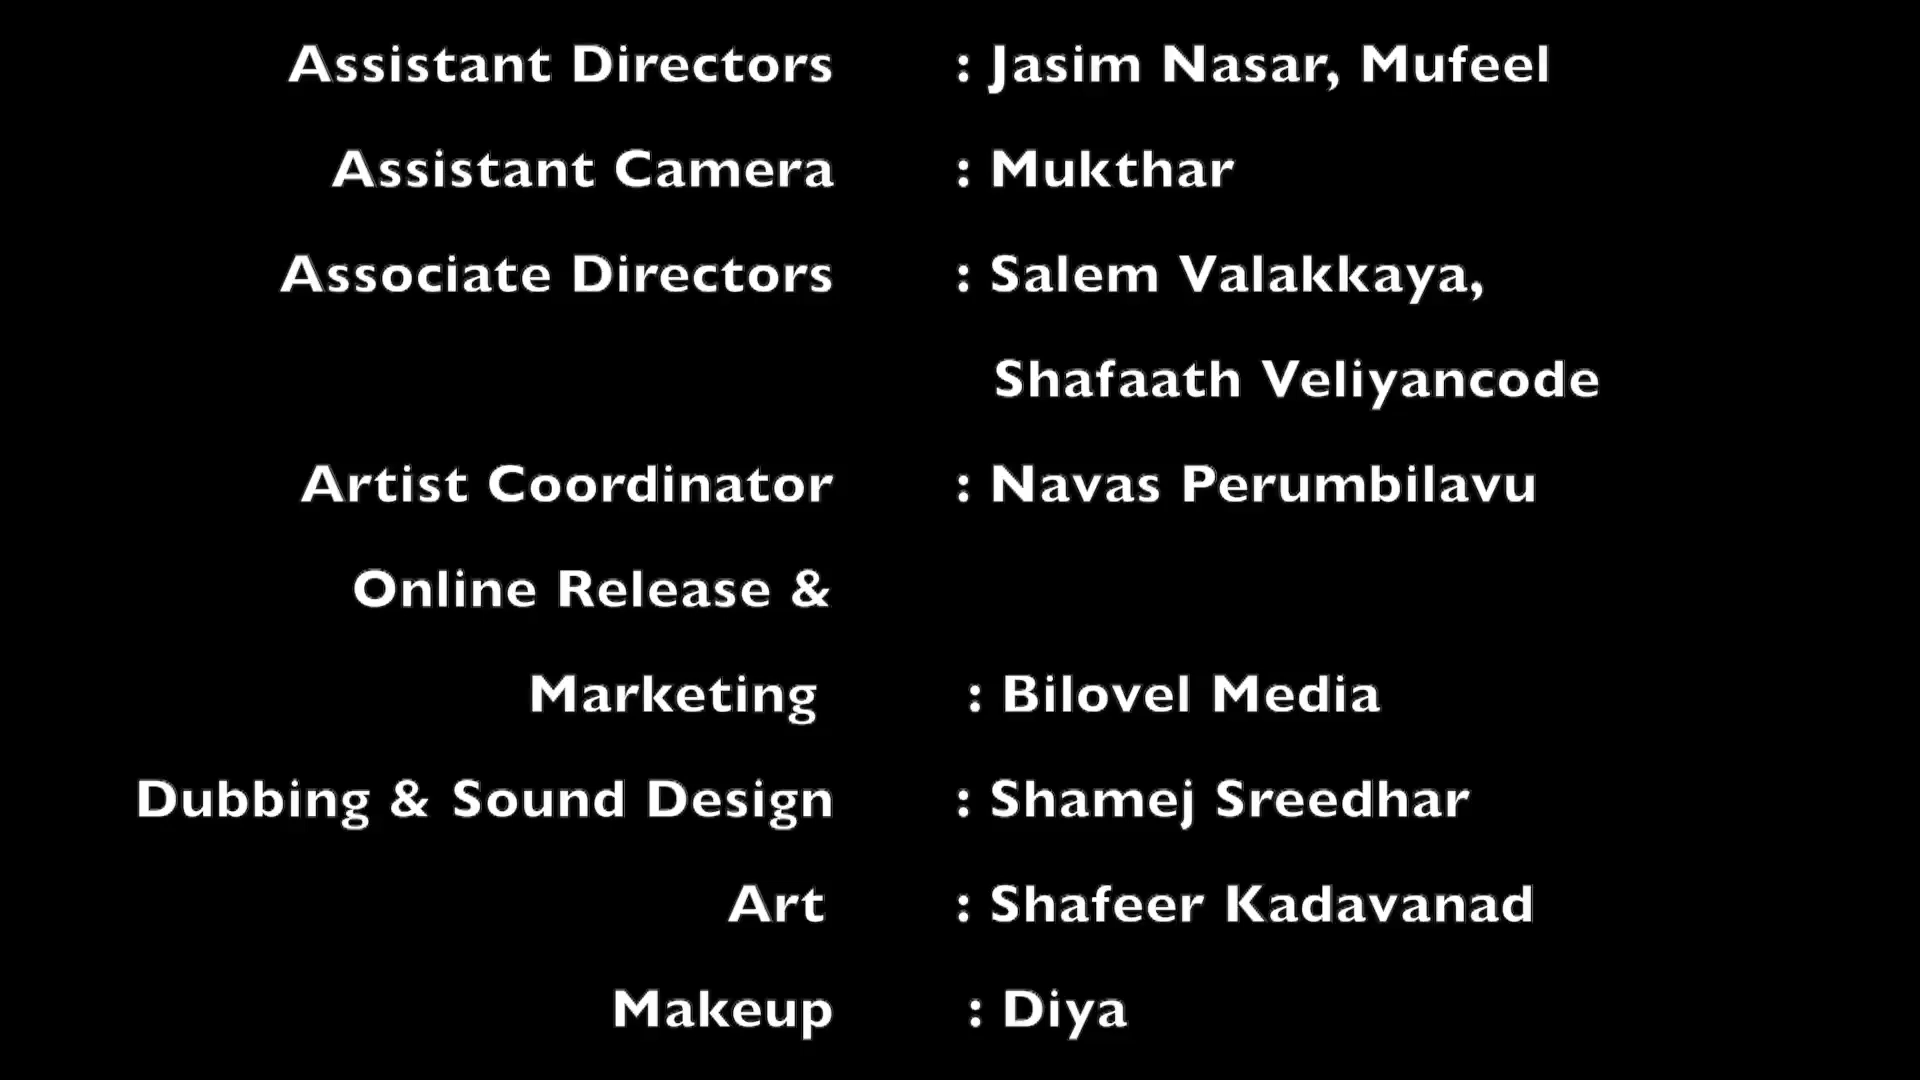 Assistant Directors : Jasim Nasar, Mufeel
Assistant Camera : Mukthar
Associate Directors : Salem Valakkaya,
Shafaath Veliyancode
Artist Coordinator : Navas Perumbilavu
Online Release &
Marketing : Bilovel Media
Dubbing & Sound Design : Shamej Sreedhar
Art : Shafeer Kadavanad
Makeup : Diya